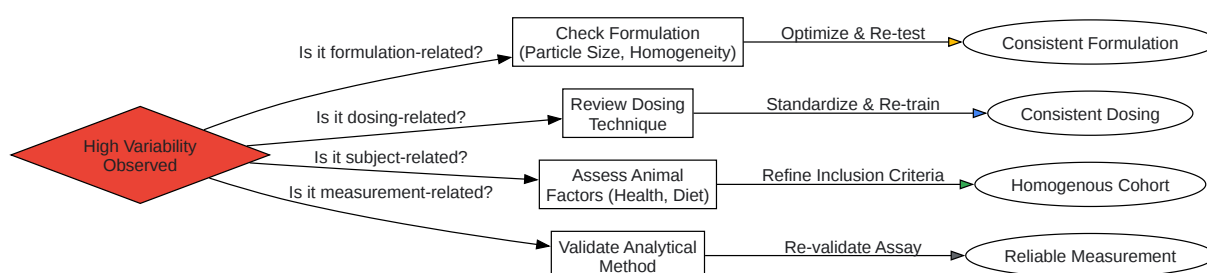 High Variability
Observed
Is it formulation-related?
Check Formulation
(Particle Size, Homogeneity)
Optimize & Re-test
Consistent Formulation
Is it dosing-related?
Review Dosing
Technique
Standardize & Re-train
Consistent Dosing
Is it subject-related?
Assess Animal
Factors (Health, Diet)
Refine Inclusion Criteria
Homogenous Cohort
Is it measurement-related?
Validate Analytical
Method
Re-validate Assay
Reliable Measurement